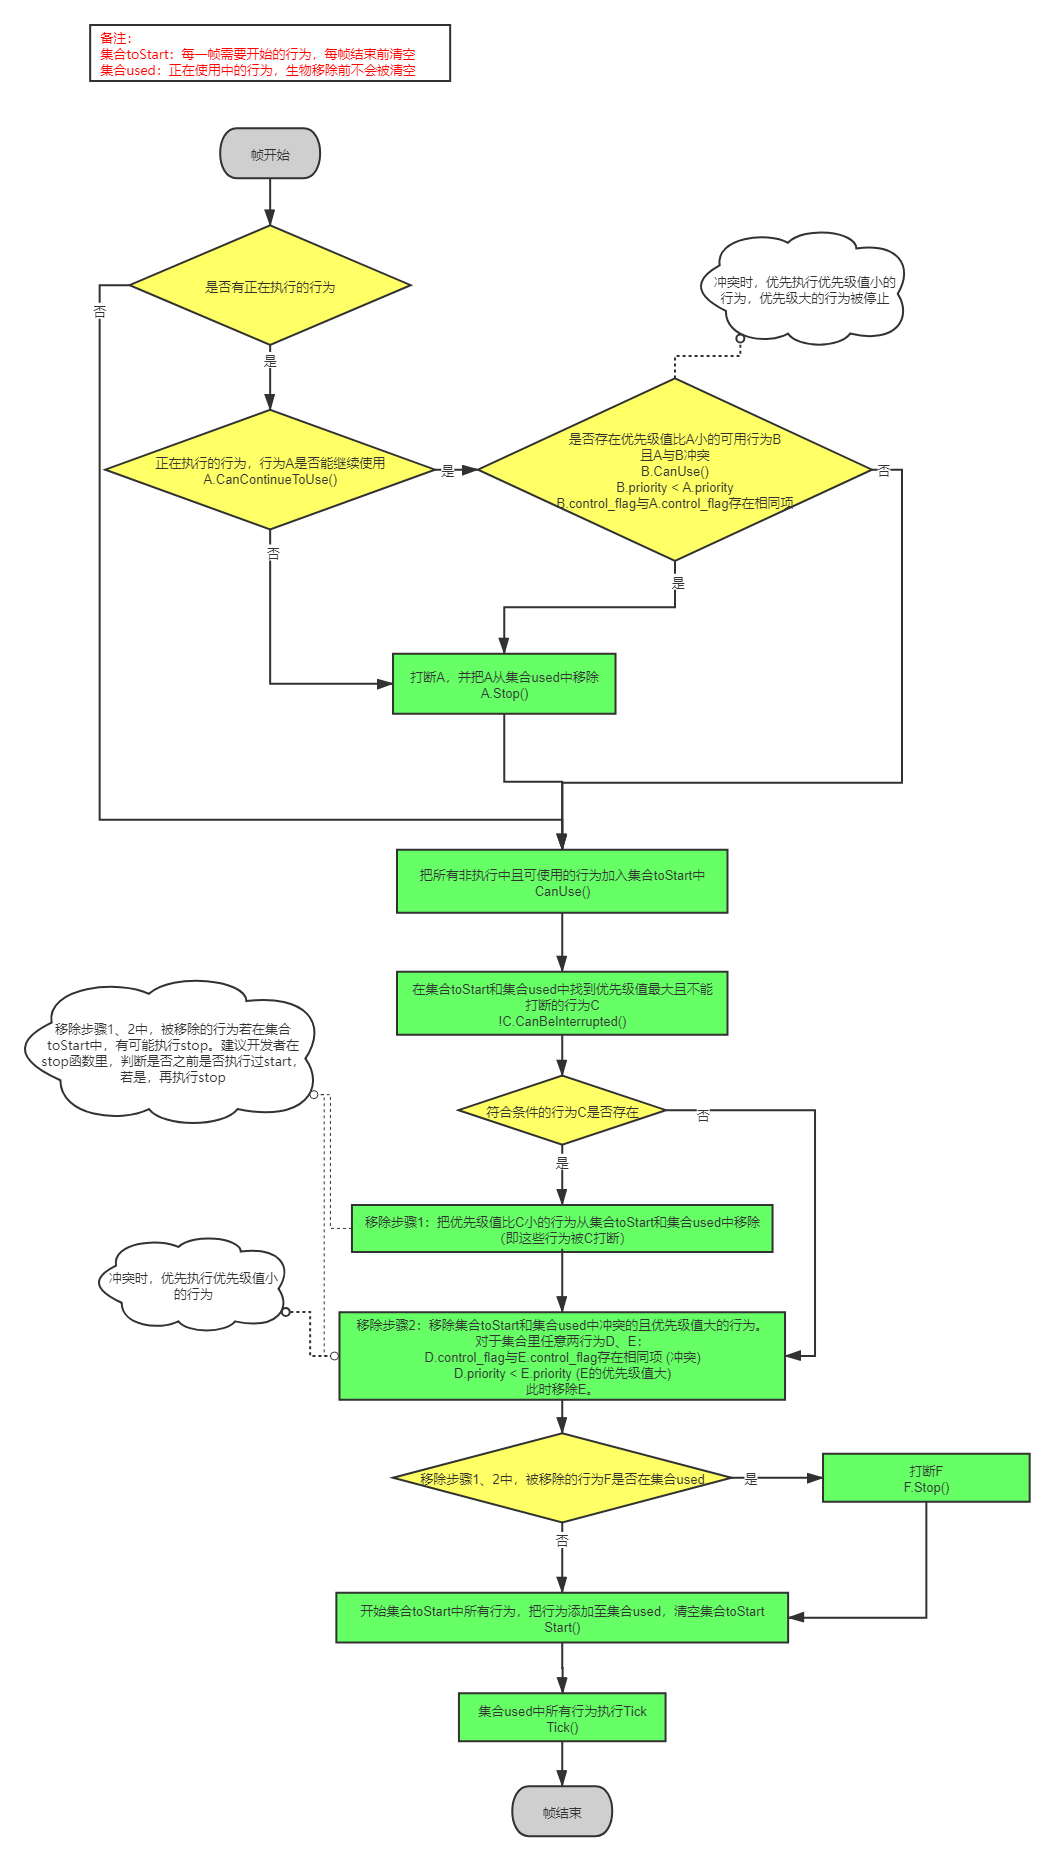 备注：
集合toStart：每一帧需要开始的行为，每帧结束前清空
集合used：正在使用中的行为，生物移除前不会被清空
帧开始
是否有正在执行的行为
否
是
冲突时，优先执行优先级值小的
行为，优先级大的行为被停止
正在执行的行为，行为A是否能继续使用
A.CanContinueToUse()
是
否
是否存在优先级值比A小的可用行为B
且A与B冲突
B.CanUse()
B.priority < A.priority
B.control_flag与A.control_flag存在相同项
否
是
打断A，并把A从集合used中移除
A.Stop()
把所有非执行中且可使用的行为加入集合toStart中
CanUse()
在集合toStart和集合used中找到优先级值最大且不能
打断的行为C
!C.CanBeInterrupted()
移除步骤1、2中，被移除的行为若在集合
toStart中，有可能执行stop。建议开发者在
stop函数里，判断是否之前是否执行过start，
若是，再执行stop
符合条件的行为C是否存在
否
是
移除步骤1：把优先级值比C小的行为从集合toStart和集合used中移除
（即这些行为被C打断）
冲突时，优先执行优先级值小
的行为
移除步骤2：移除集合toStart和集合used中冲突的且优先级值大的行为。
对于集合里任意两行为D、E：
D.control_flag与E.control_flag存在相同项 (冲突)
D.priority < E.priority (E的优先级值大)
此时移除E。
移除步骤1、2中，被移除的行为F是否在集合used
是
否
打断F
F.Stop()
开始集合toStart中所有行为，把行为添加至集合used，清空集合toStart
Start()
集合used中所有行为执行Tick
Tick()
帧结束